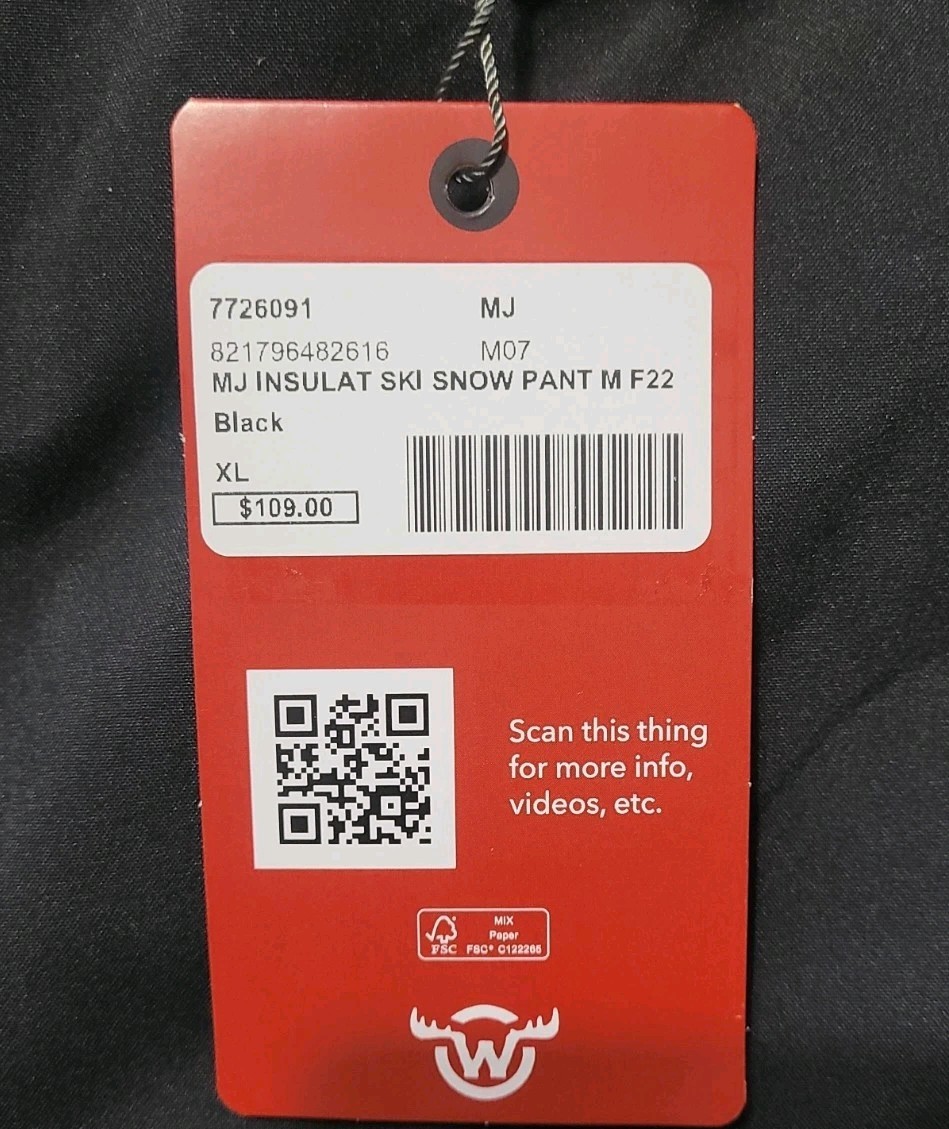 7726091 MJ
821796482616 M07
MJ INSULAT SKI SNOW PANT M F22
Black
XL
$109.00
Scan this thing
for more info,
videos, etc.
MIX
Paper
FSC FSC® C122265
W